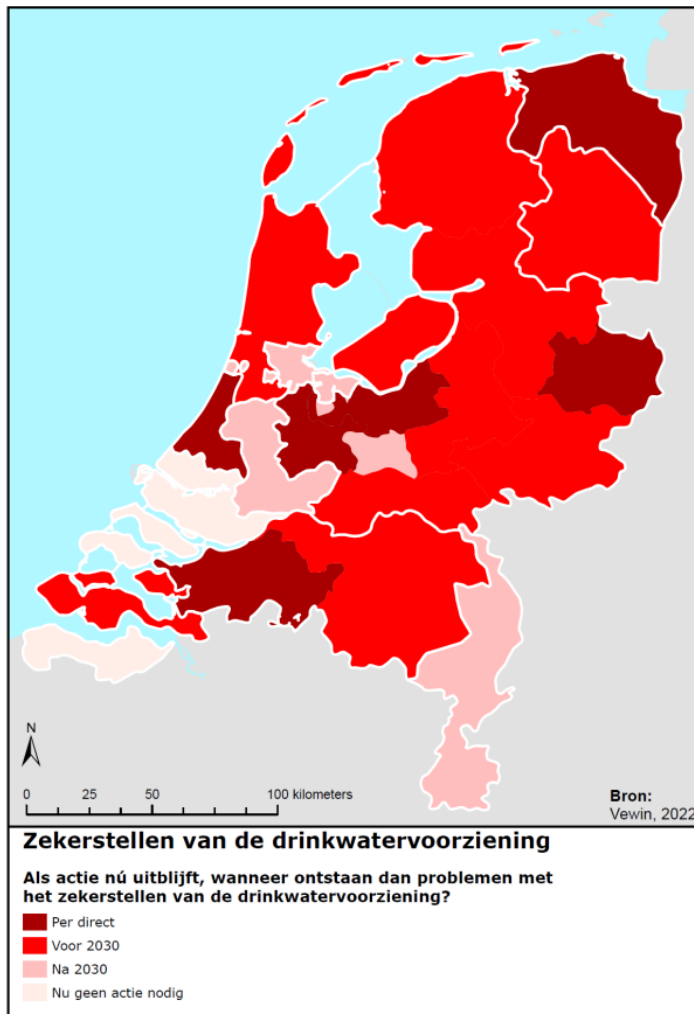 N
0 25 50 100 kilometers
Bron:
Vewin, 2022
Zekerstellen van de drinkwatervoorziening
Als actie nú uitblijft, wanneer ontstaan dan problemen met
het zekerstellen van de drinkwatervoorziening?
Per direct
Voor 2030
Na 2030
Nu geen actie nodig